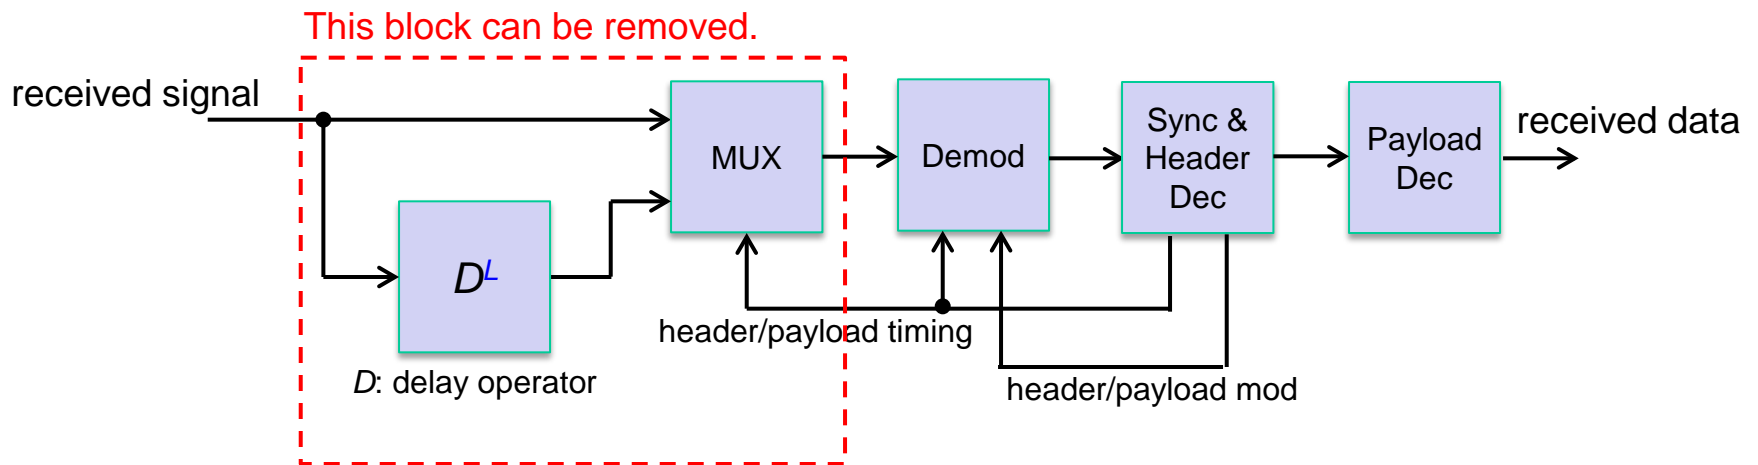 This block can be removed.
received signal
MUX
Demod
Sync &
Header
Dec
Payload
Dec
received data
D^L
header/payload timing
D: delay operator
header/payload mod